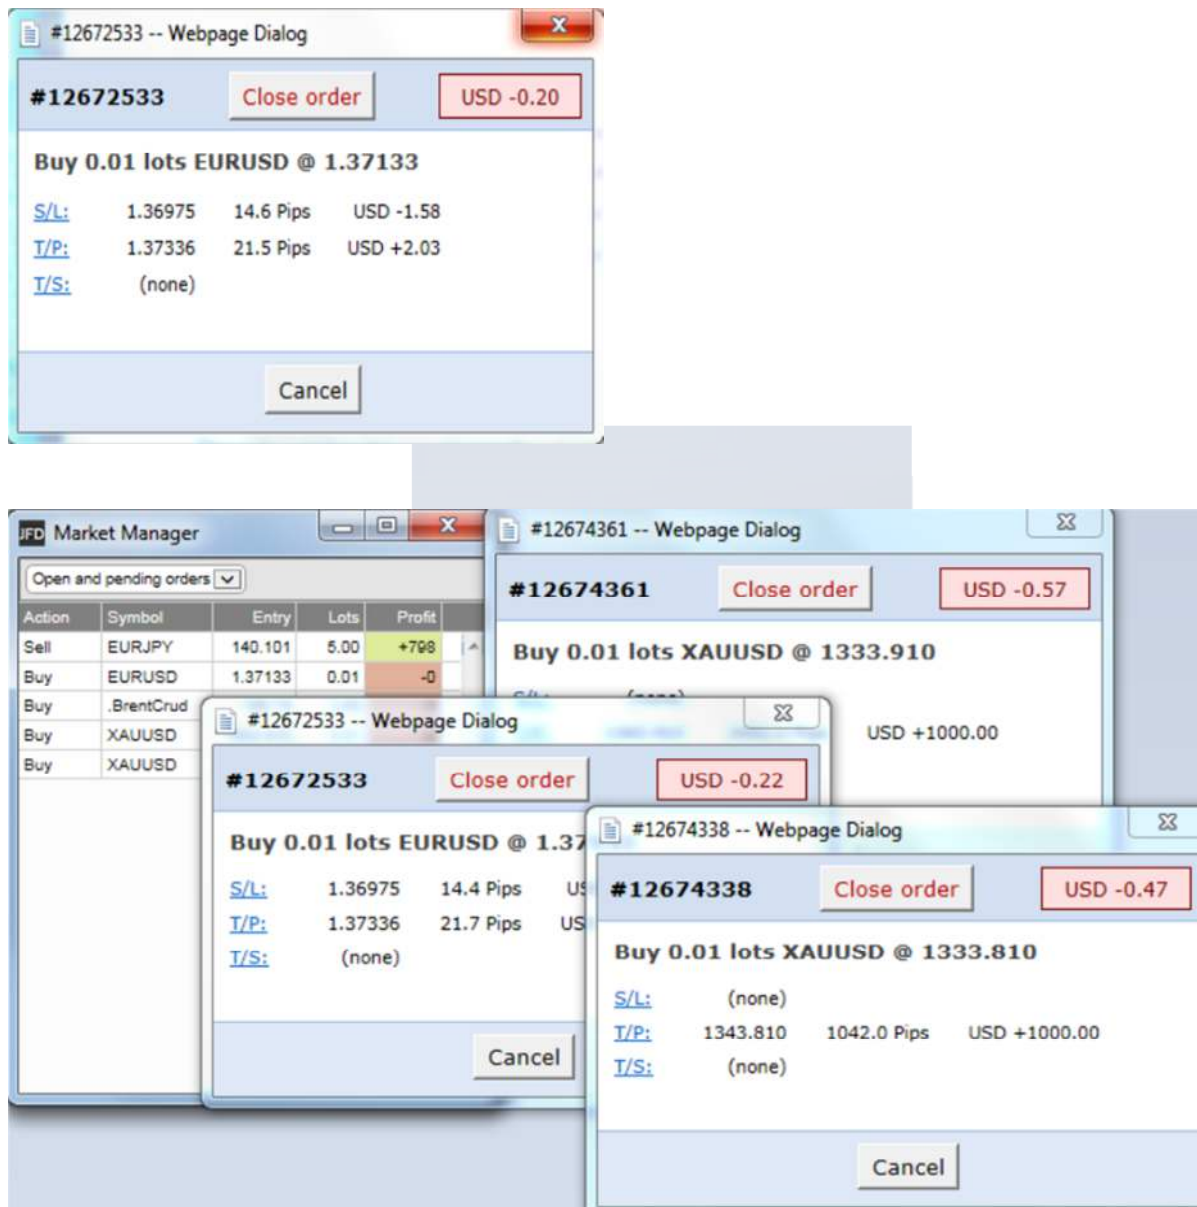 #12672533 -- Webpage Dialog
#12672533 Close order USD -0.20
Buy 0.01 lots EURUSD @ 1.37133
S/L: 1.36975 14.6 Pips USD -1.58
T/P: 1.37336 21.5 Pips USD +2.03
T/S: (none)
Cancel
JFD Market Manager
Open and pending orders
Action Symbol Entry Lots Profit
Sell EURJPY 140.101 5.00 +798
Buy EURUSD 1.37133 0.01 -0
Buy .BrentCrud
Buy XAUUSD
Buy XAUUSD
#12674361 -- Webpage Dialog
#12674361 Close order USD -0.57
Buy 0.01 lots XAUUSD @ 1333.910
USD +1000.00
#12672533 -- Webpage Dialog
#12672533 Close order USD -0.22
Buy 0.01 lots EURUSD @ 1.37
S/L: 1.36975 14.4 Pips US
T/P: 1.37336 21.7 Pips US
T/S: (none)
Cancel
#12674338 -- Webpage Dialog
#12674338 Close order USD -0.47
Buy 0.01 lots XAUUSD @ 1333.810
S/L: (none)
T/P: 1343.810 1042.0 Pips USD +1000.00
T/S: (none)
Cancel